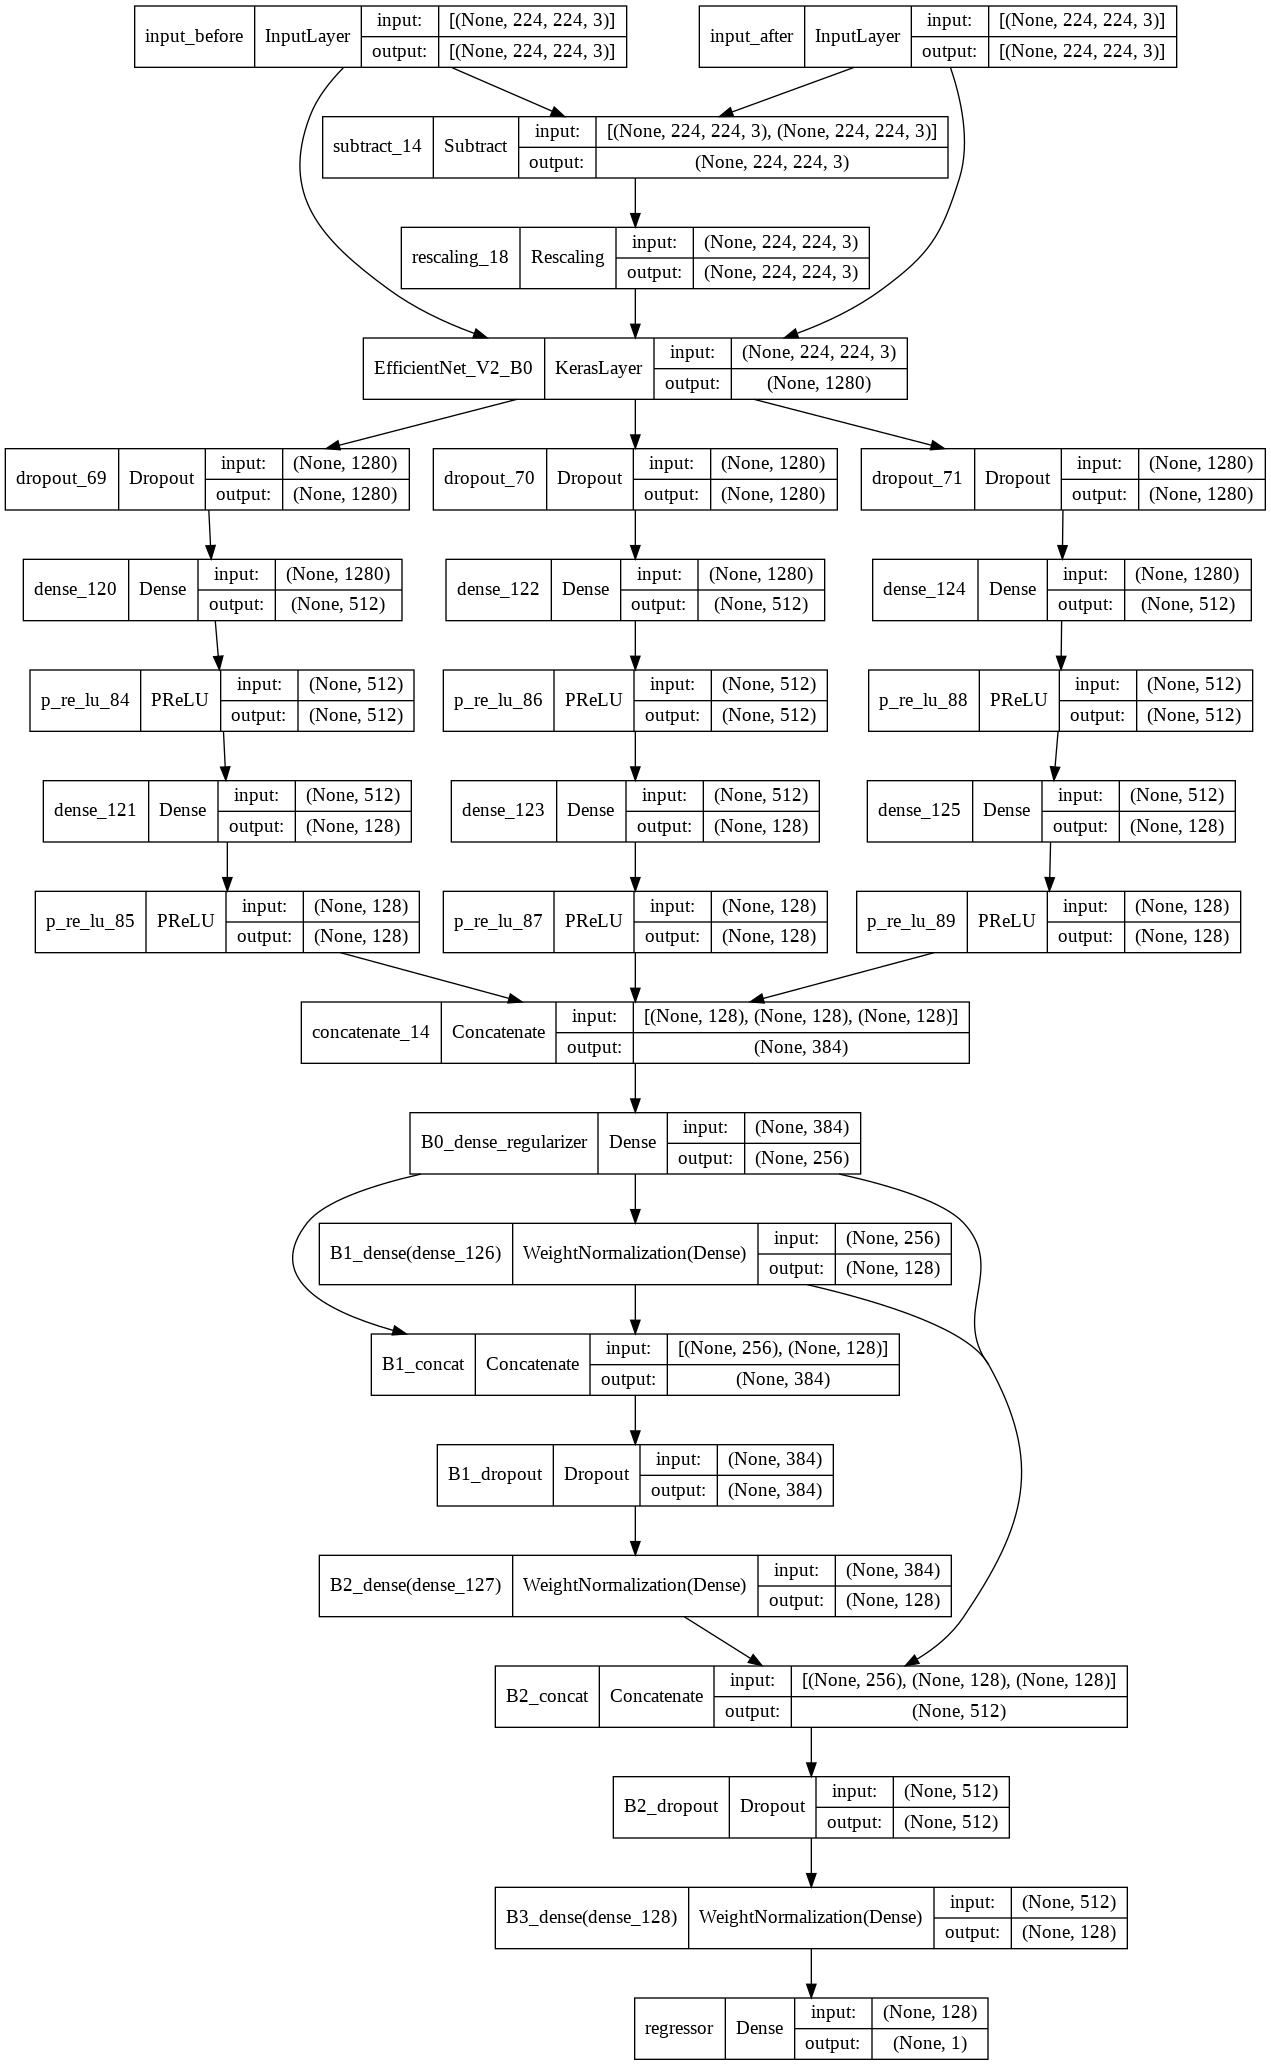 input_before InputLayer input: [(None, 224, 224, 3)]
output: [(None, 224, 224, 3)]
input_after InputLayer input: [(None, 224, 224, 3)]
output: [(None, 224, 224, 3)]
subtract_14 Subtract input: [(None, 224, 224, 3), (None, 224, 224, 3)]
output: (None, 224, 224, 3)
rescaling_18 Rescaling input: (None, 224, 224, 3)
output: (None, 224, 224, 3)
EfficientNet_V2_B0 KerasLayer input: (None, 224, 224, 3)
output: (None, 1280)
dropout_69 Dropout input: (None, 1280)
output: (None, 1280)
dropout_70 Dropout input: (None, 1280)
output: (None, 1280)
dropout_71 Dropout input: (None, 1280)
output: (None, 1280)
dense_120 Dense input: (None, 1280)
output: (None, 512)
dense_122 Dense input: (None, 1280)
output: (None, 512)
dense_124 Dense input: (None, 1280)
output: (None, 512)
p_re_lu_84 PReLU input: (None, 512)
output: (None, 512)
p_re_lu_86 PReLU input: (None, 512)
output: (None, 512)
p_re_lu_88 PReLU input: (None, 512)
output: (None, 512)
dense_121 Dense input: (None, 512)
output: (None, 128)
dense_123 Dense input: (None, 512)
output: (None, 128)
dense_125 Dense input: (None, 512)
output: (None, 128)
p_re_lu_85 PReLU input: (None, 128)
output: (None, 128)
p_re_lu_87 PReLU input: (None, 128)
output: (None, 128)
p_re_lu_89 PReLU input: (None, 128)
output: (None, 128)
concatenate_14 Concatenate input: [(None, 128), (None, 128), (None, 128)]
output: (None, 384)
B0_dense_regularizer Dense input: (None, 384)
output: (None, 256)
B1_dense(dense_126) WeightNormalization(Dense) input: (None, 256)
output: (None, 128)
B1_concat Concatenate input: [(None, 256), (None, 128)]
output: (None, 384)
B1_dropout Dropout input: (None, 384)
output: (None, 384)
B2_dense(dense_127) WeightNormalization(Dense) input: (None, 384)
output: (None, 128)
B2_concat Concatenate input: [(None, 256), (None, 128), (None, 128)]
output: (None, 512)
B2_dropout Dropout input: (None, 512)
output: (None, 512)
B3_dense(dense_128) WeightNormalization(Dense) input: (None, 512)
output: (None, 128)
regressor Dense input: (None, 128)
output: (None, 1)